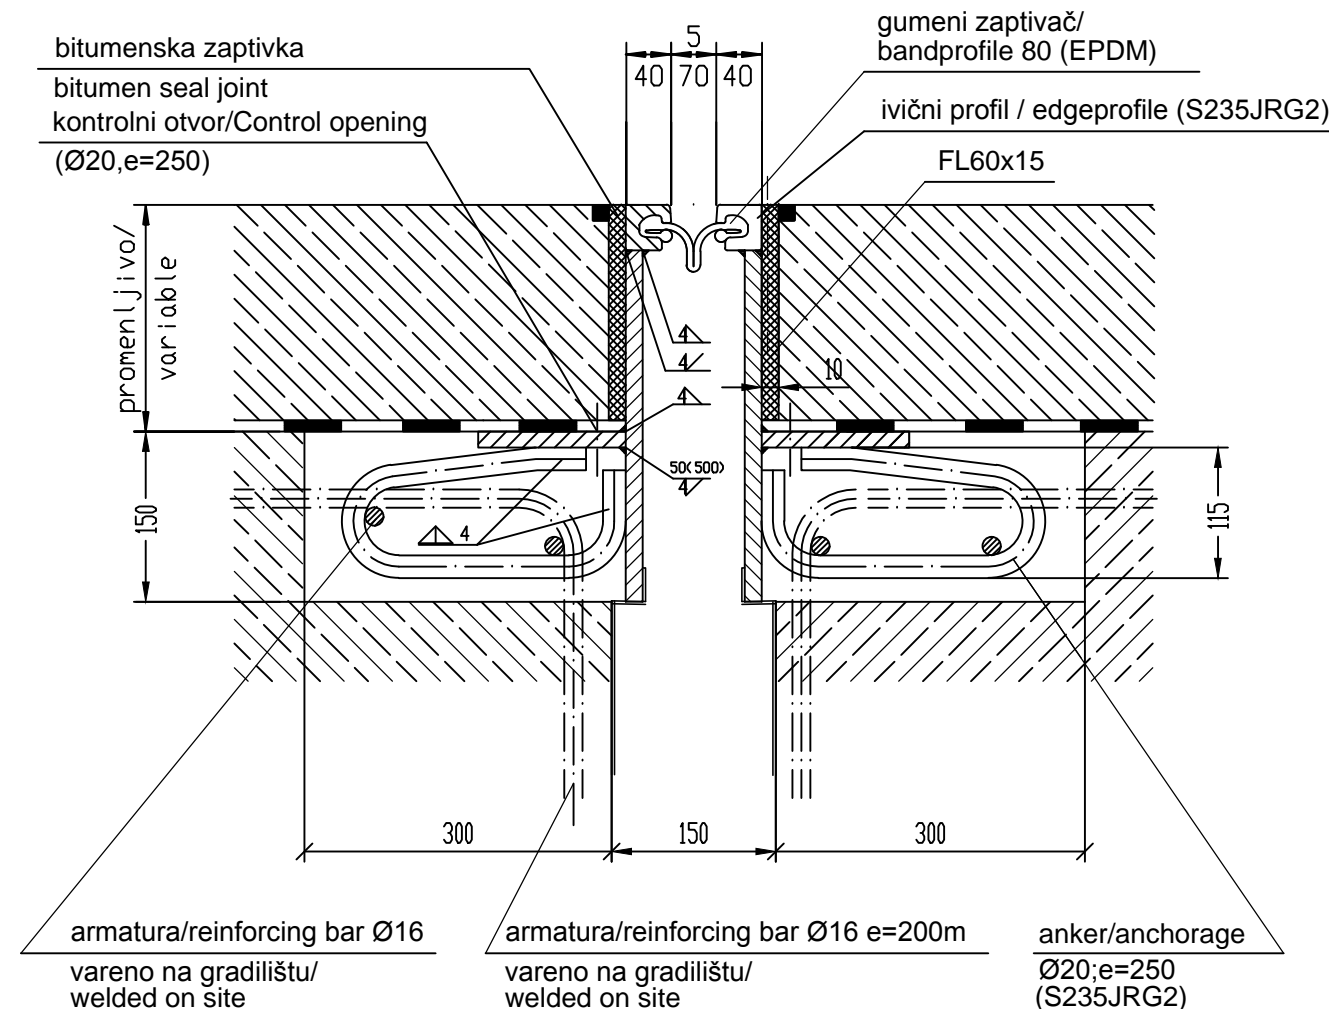 bitumenska zaptivka
bitumen seal joint
kontrolni otvor/Control opening
(Ø20,e=250)
5
40 70 40
gumeni zaptivač/
bandprofile 80 (EPDM)
ivični profil / edgeprofile (S235JRG2)
FL60x15
promenljivo/
variable
4
4
10
4
50(500)
4
150
4
115
300
150
300
armatura/reinforcing bar Ø16
vareno na gradilištu/
welded on site
armatura/reinforcing bar Ø16 e=200m
vareno na gradilištu/
welded on site
anker/anchorage
Ø20;e=250
(S235JRG2)